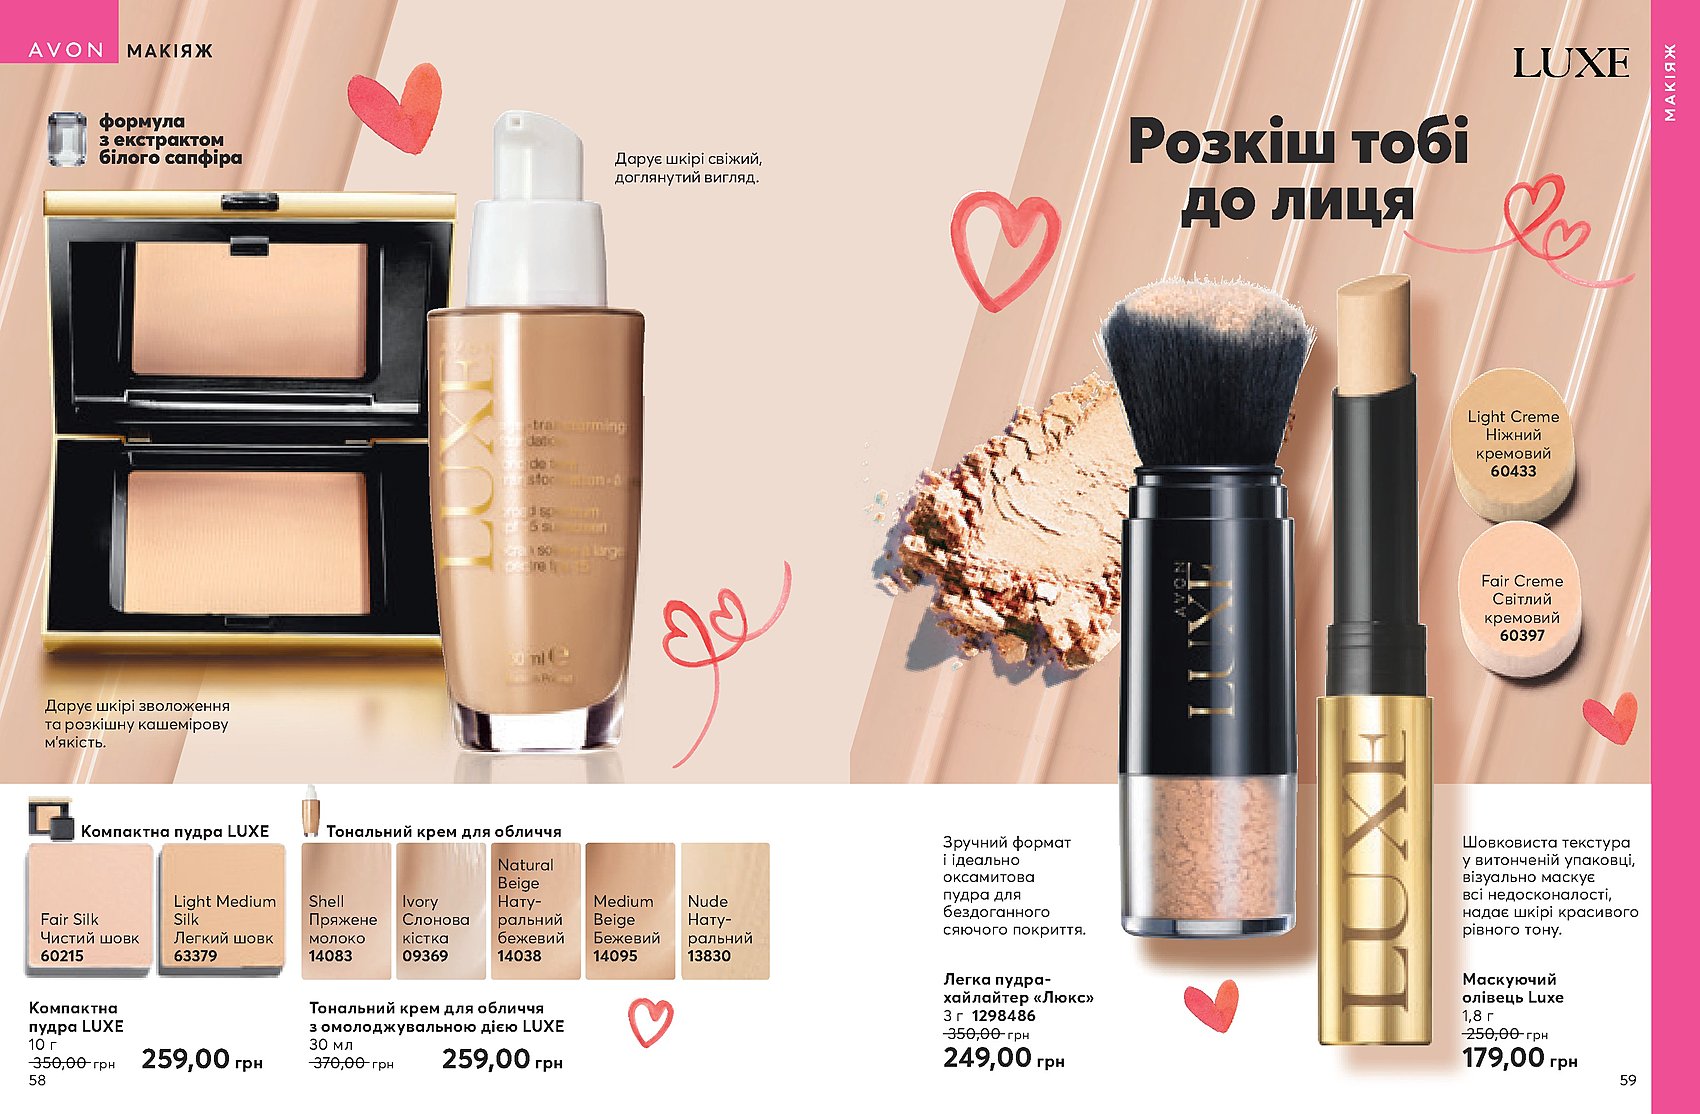 AVON МАКІЯЖ
формула
з екстрактом
білого сапфіра
Дарує шкірі свіжий,
доглянутий вигляд.
LUXE
30 ml
Дарує шкірі зволоження
та розкішну кашемірову
м'якість.
Компактна пудра LUXE
Fair Silk
Чистий шовк
60215
Light Medium
Silk
Легкий шовк
63379
Тональний крем для обличчя
Shell
Пряжене
молоко
14083
Ivory
Слонова
кістка
09369
Natural
Beige
Нату-
ральний
бежевий
14038
Medium
Beige
Бежевий
14095
Nude
Нату-
ральний
13830
Компактна
пудра LUXE
10 г
350,00 грн
259,00 грн
Тональний крем для обличчя
з омолоджувальною дією LUXE
30 мл
370,00 грн
259,00 грн
58
LUXE
МАКІЯЖ
Розкіш тобі
до лиця
Light Creme
Ніжний
кремовий
60433
Fair Creme
Світлий
кремовий
60397
AVON
LUXE
LUXE
Зручний формат
і ідеально
оксамитова
пудра для
бездоганного
сяючого покриття.
Легка пудра-
хайлайтер «Люкс»
3 г 1298486
350,00 грн
249,00 грн
Шовковиста текстура
у витонченій упаковці,
візуально маскує
всі недосконалості,
надає шкірі красивого
рівного тону.
Маскуючий
олівець Luxe
1,8 г
250,00 грн
179,00 грн
59